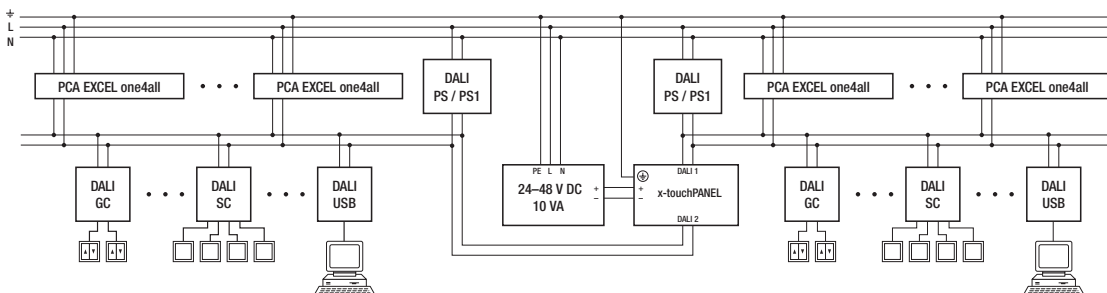 L
N
PCA EXCEL one4all
PCA EXCEL one4all
DALI
PS / PS1
DALI
PS / PS1
PCA EXCEL one4all
PCA EXCEL one4all
DALI
GC
DALI
SC
DALI
USB
PE L N
24–48 V DC
10 VA
+
–
+
–
DALI 1
x-touchPANEL
DALI 2
DALI
GC
DALI
SC
DALI
USB